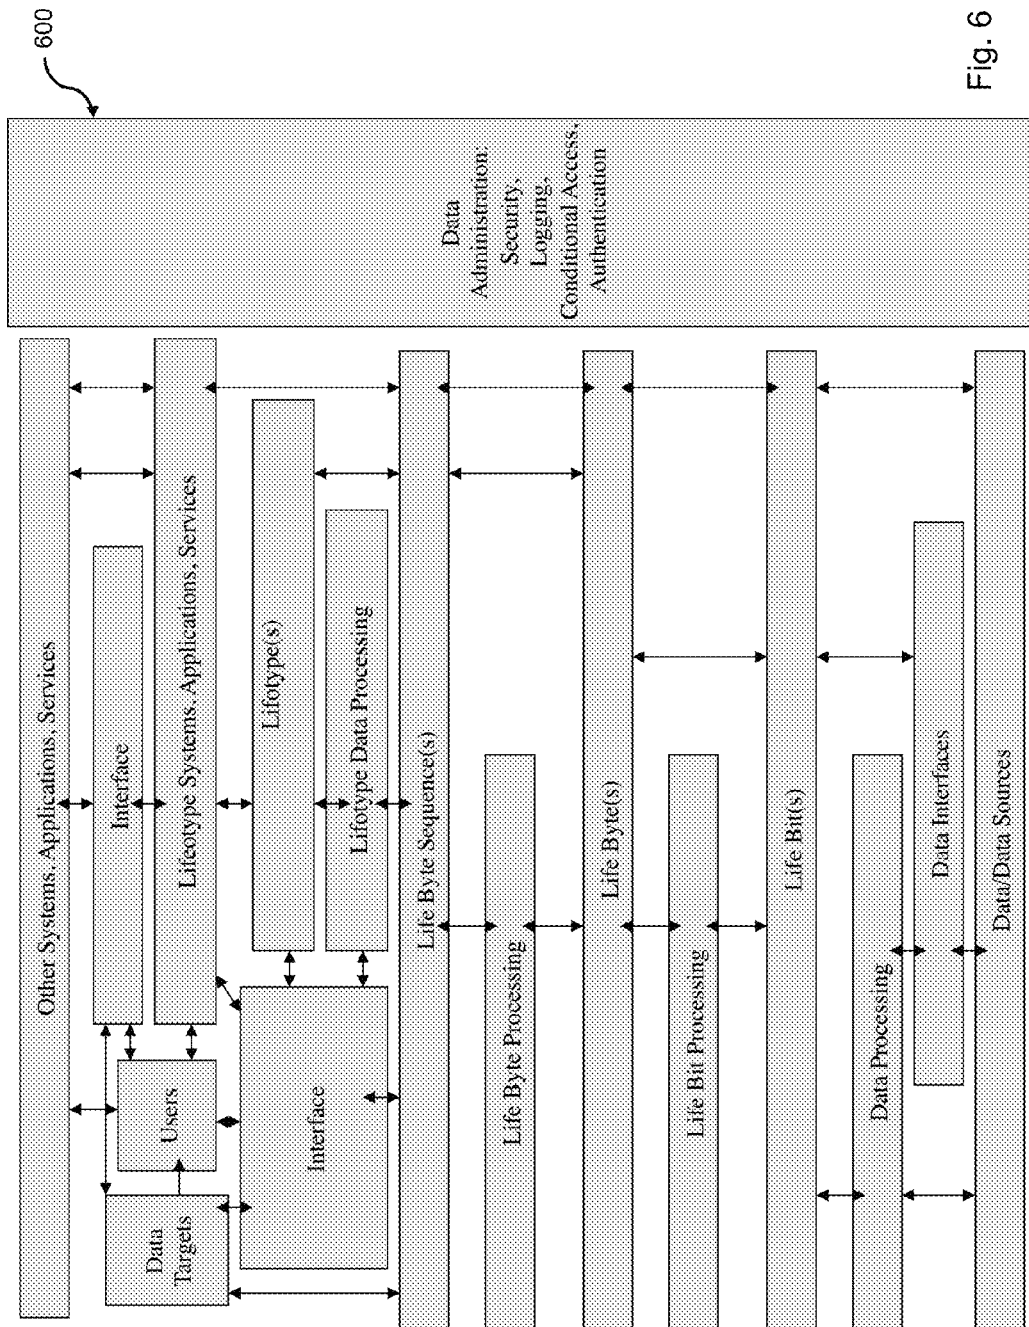 600
Data
Administration:
Security,
Logging,
Conditional Access,
Authentication
Other Systems, Applications, Services
Interface
Lifeotype Systems, Applications, Services
Users
Data
Targets
Interface
Lifotype(s)
Lifotype Data Processing
Life Byte Sequence(s)
Life Byte Processing
Life Byte(s)
Life Bit Processing
Life Bit(s)
Data Processing
Data Interfaces
Data/Data Sources
Fig. 6